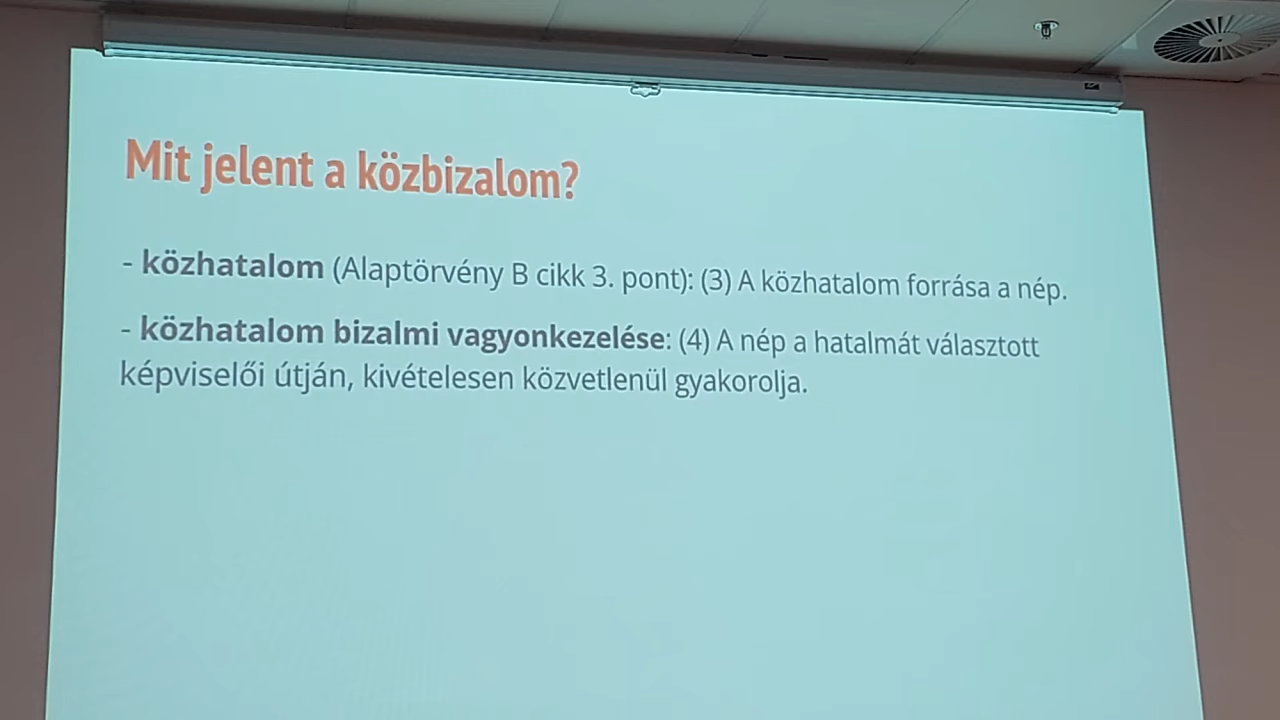 Mit jelent a közbizalom?
- közhatalom (Alaptörvény B cikk 3. pont): (3) A közhatalom forrása a nép.
- közhatalom bizalmi vagyonkezelése: (4) A nép a hatalmát választott
képviselői útján, kivételesen közvetlenül gyakorolja.